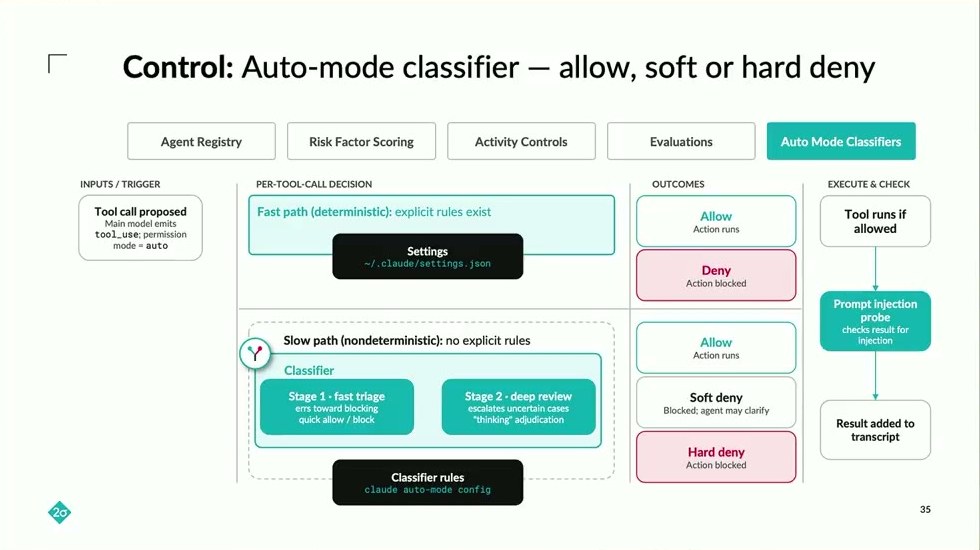 Control: Auto-mode classifier — allow, soft or hard deny
Agent Registry
Risk Factor Scoring
Activity Controls
Evaluations
Auto Mode Classifiers
INPUTS / TRIGGER
Tool call proposed
Main model emits
tool_use; permission
mode = auto
PER-TOOL-CALL DECISION
Fast path (deterministic): explicit rules exist
Settings
~/.claude/settings.json
Slow path (nondeterministic): no explicit rules
Classifier
Stage 1 · fast triage
errs toward blocking
quick allow / block
Stage 2 · deep review
escalates uncertain cases
"thinking" adjudication
Classifier rules
claude auto-mode config
OUTCOMES
Allow
Action runs
Deny
Action blocked
Allow
Action runs
Soft deny
Blocked; agent may clarify
Hard deny
Action blocked
EXECUTE & CHECK
Tool runs if
allowed
Prompt injection
probe
checks result for
injection
Result added to
transcript
2σ
35